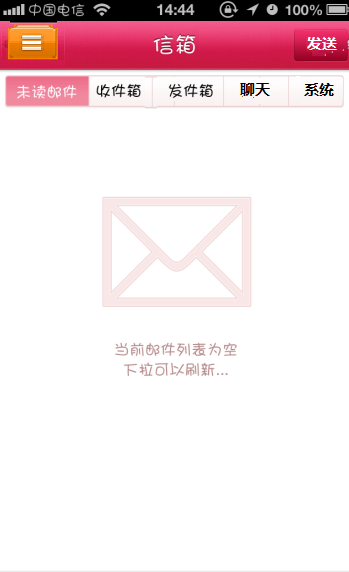 中国电信 14:44 100%
信箱 发送
未读邮件 收件箱 发件箱 聊天 系统
当前邮件列表为空
下拉可以刷新...